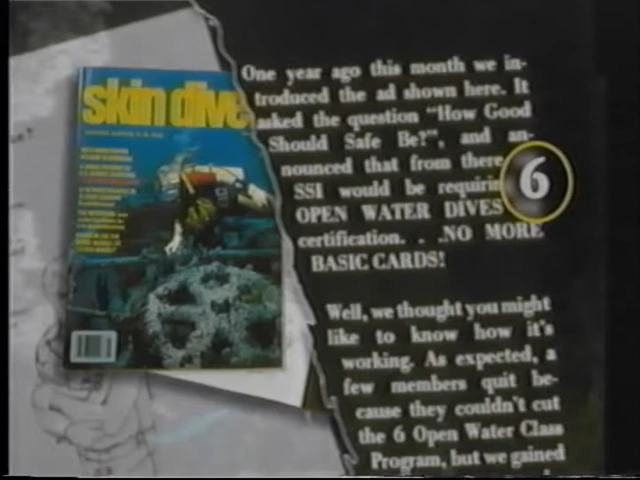 skin dive
One year ago this month we in-
troduced the ad shown here. It
asked the question "How Good
Should Safe Be?", and an-
nounced that from there
SSI would be requirin 6
OPEN WATER DIVES
certification. . .NO MORE
BASIC CARDS!
Well, we thought you might
like to know how it's
working. As expected, a
few members quit be-
cause they couldn't cut
the 6 Open Water Class
Program, but we gained